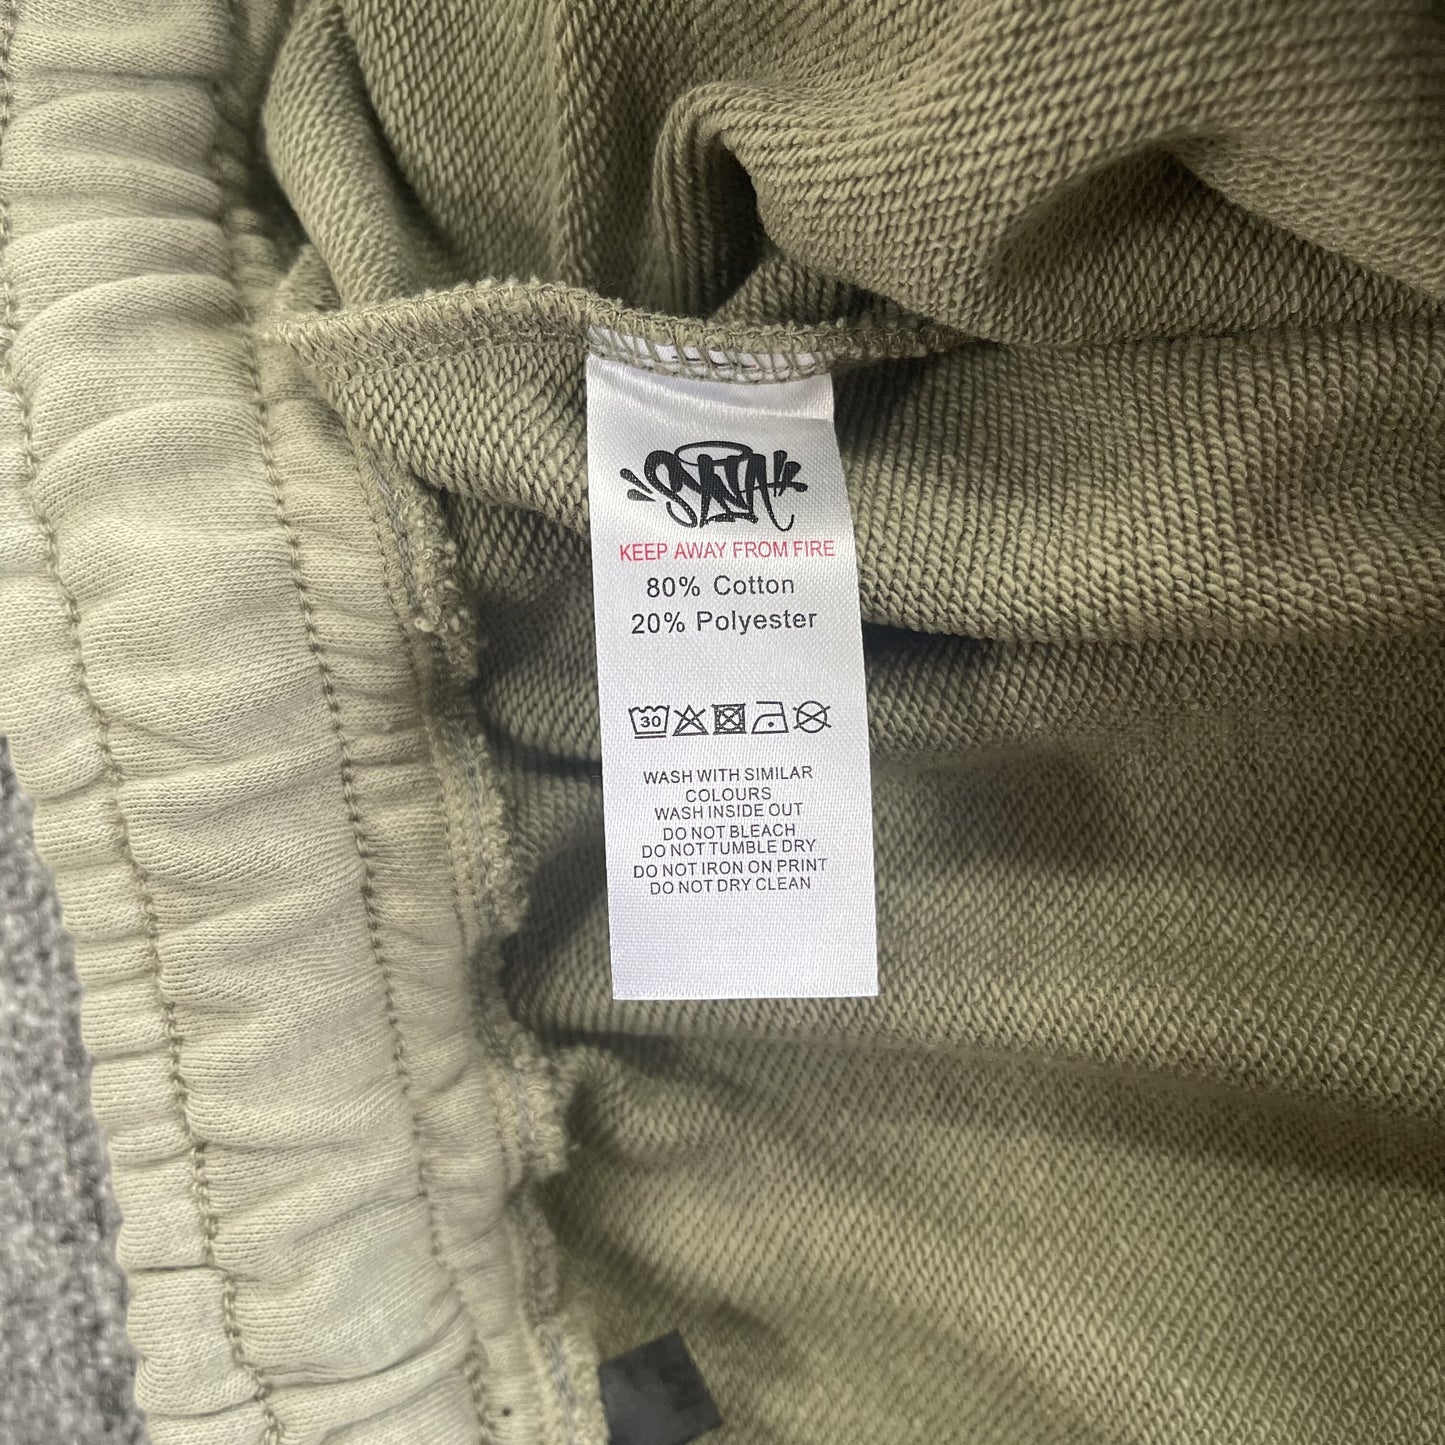 SYNA
KEEP AWAY FROM FIRE
80% Cotton
20% Polyester
30
WASH WITH SIMILAR
COLOURS
WASH INSIDE OUT
DO NOT BLEACH
DO NOT TUMBLE DRY
DO NOT IRON ON PRINT
DO NOT DRY CLEAN